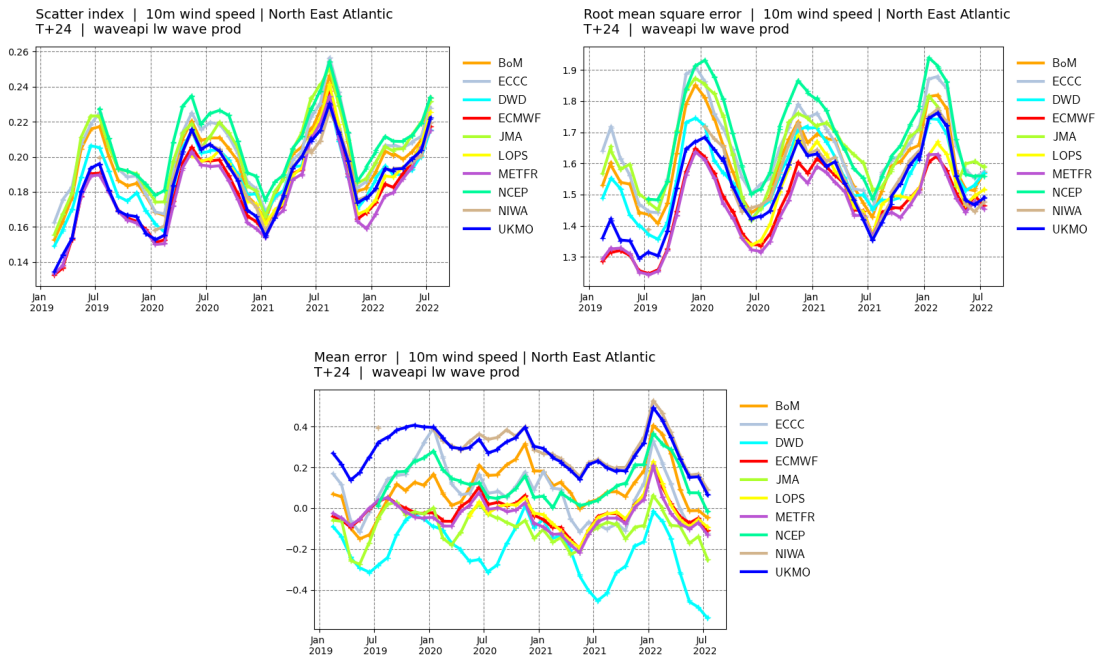 Scatter index | 10m wind speed | North East Atlantic
T+24 | waveapi lw wave prod
0.26
0.24
0.22
0.20
0.18
0.16
0.14
Jan
2019
Jul
2019
Jan
2020
Jul
2020
Jan
2021
Jul
2021
Jan
2022
Jul
2022
BoM
ECCC
DWD
ECMWF
JMA
LOPS
METFR
NCEP
NIWA
UKMO
Root mean square error | 10m wind speed | North East Atlantic
T+24 | waveapi lw wave prod
1.9
1.8
1.7
1.6
1.5
1.4
1.3
Jan
2019
Jul
2019
Jan
2020
Jul
2020
Jan
2021
Jul
2021
Jan
2022
Jul
2022
BoM
ECCC
DWD
ECMWF
JMA
LOPS
METFR
NCEP
NIWA
UKMO
Mean error | 10m wind speed | North East Atlantic
T+24 | waveapi lw wave prod
0.4
0.2
0.0
−0.2
−0.4
Jan
2019
Jul
2019
Jan
2020
Jul
2020
Jan
2021
Jul
2021
Jan
2022
Jul
2022
BoM
ECCC
DWD
ECMWF
JMA
LOPS
METFR
NCEP
NIWA
UKMO